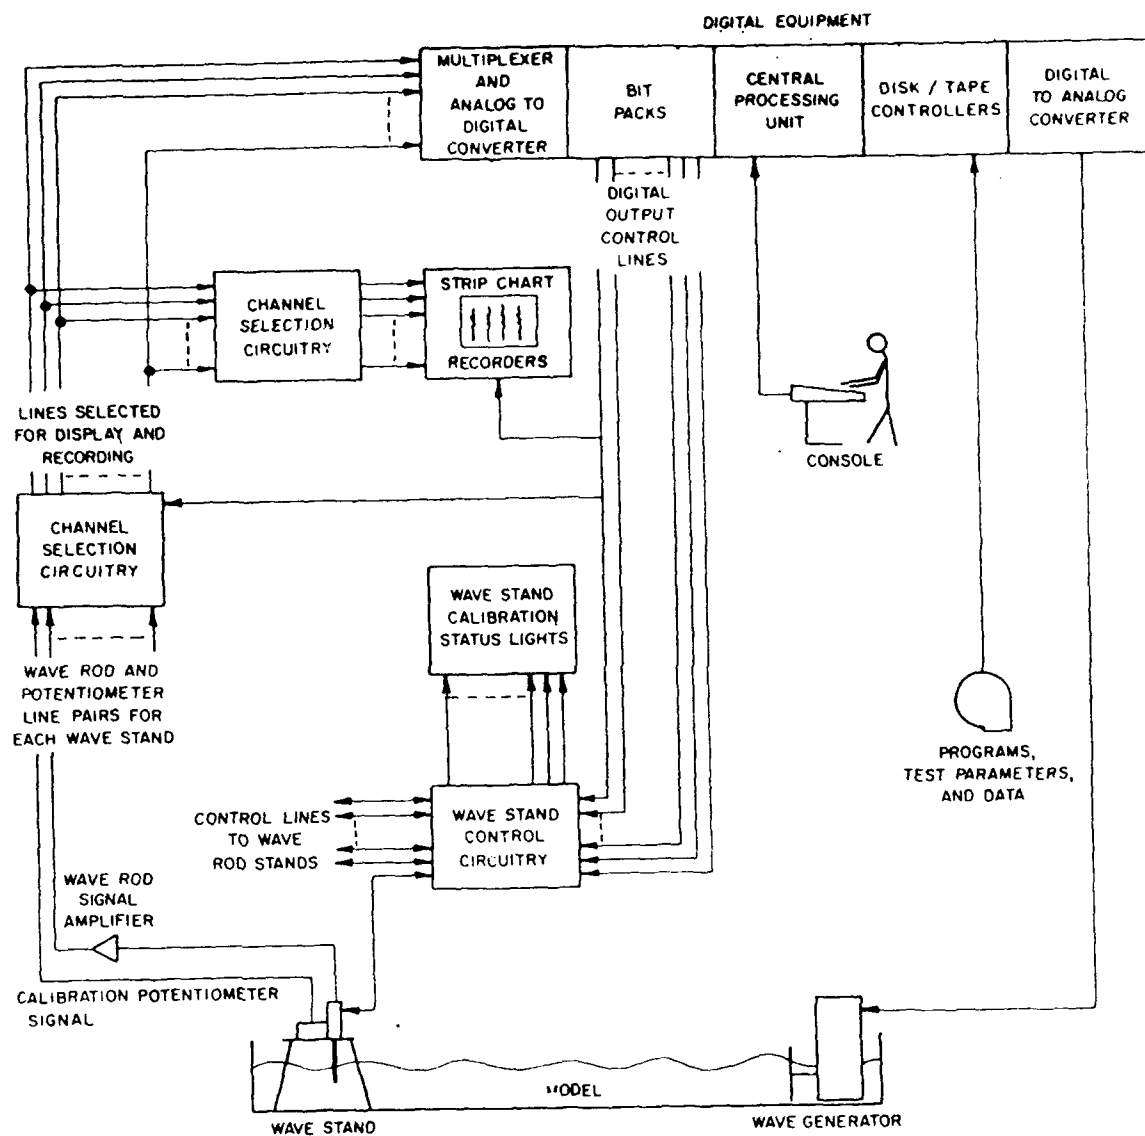 DIGITAL EQUIPMENT
MULTIPLEXER
AND
ANALOG TO
DIGITAL
CONVERTER
BIT
PACKS
CENTRAL
PROCESSING
UNIT
DISK / TAPE
CONTROLLERS
DIGITAL
TO ANALOG
CONVERTER
DIGITAL
OUTPUT
CONTROL
LINES
CHANNEL
SELECTION
CIRCUITRY
STRIP CHART
RECORDERS
LINES SELECTED
FOR DISPLAY AND
RECORDING
CONSOLE
CHANNEL
SELECTION
CIRCUITRY
WAVE STAND
CALIBRATION
STATUS LIGHTS
WAVE ROD AND
POTENTIOMETER
LINE PAIRS FOR
EACH WAVE STAND
PROGRAMS,
TEST PARAMETERS,
AND DATA
CONTROL LINES
TO WAVE
ROD STANDS
WAVE STAND
CONTROL
CIRCUITRY
WAVE ROD
SIGNAL
AMPLIFIER
CALIBRATION POTENTIOMETER
SIGNAL
MODEL
WAVE STAND
WAVE GENERATOR